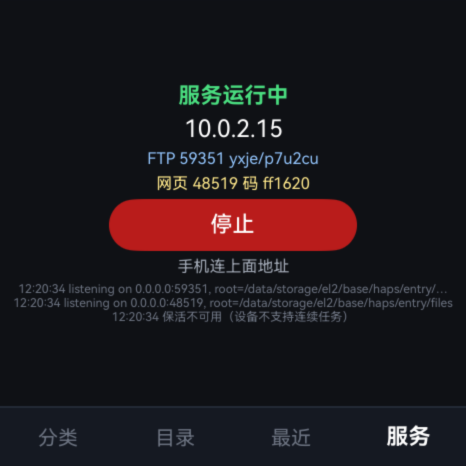 服务运行中
10.0.2.15
FTP 59351 yxje/p7u2cu
网页 48519 码 ff1620
停止
手机连上面地址
12:20:34 listening on 0.0.0.0:59351, root=/data/storage/el2/base/haps/entry/…
12:20:34 listening on 0.0.0.0:48519, root=/data/storage/el2/base/haps/entry/files
12:20:34 保活不可用（设备不支持连续任务）
分类 目录 最近 服务